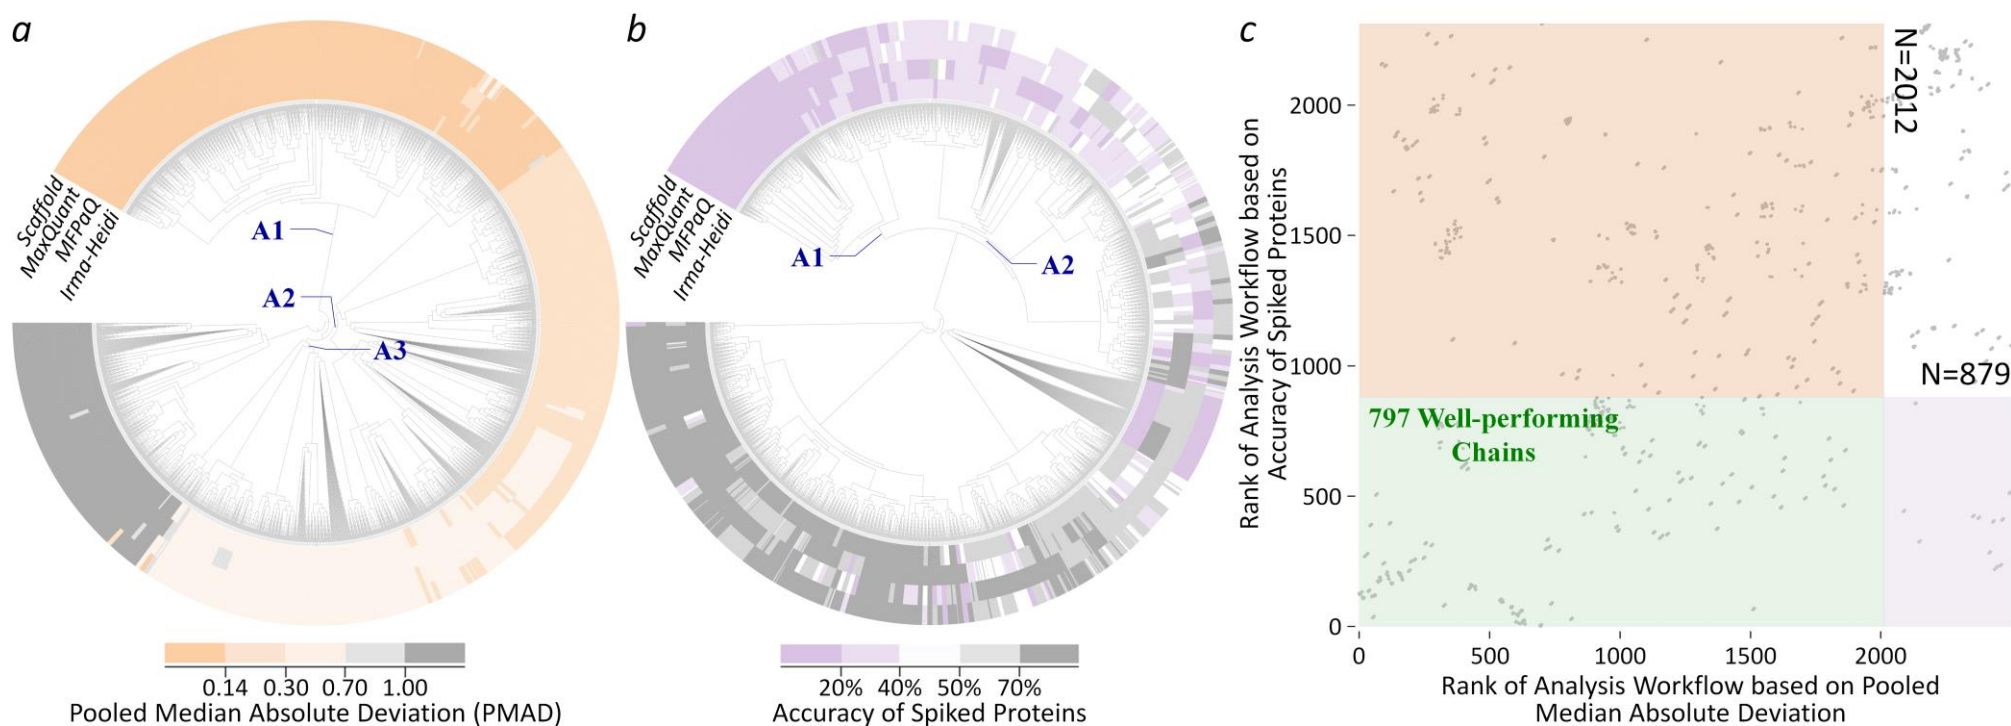 a
Scaffold
MaxQuant
MFPaQ
Irma-Heidi
A1
A2
A3
0.14 0.30 0.70 1.00
Pooled Median Absolute Deviation (PMAD)
b
Scaffold
MaxQuant
MFPaQ
Irma-Heidi
A1
A2
20% 40% 50% 70%
Accuracy of Spiked Proteins
c
Rank of Analysis Workflow based on
Accuracy of Spiked Proteins
2000
1500
1000
500
0
N=2012
N=879
797 Well-performing
Chains
0 500 1000 1500 2000
Rank of Analysis Workflow based on Pooled
Median Absolute Deviation